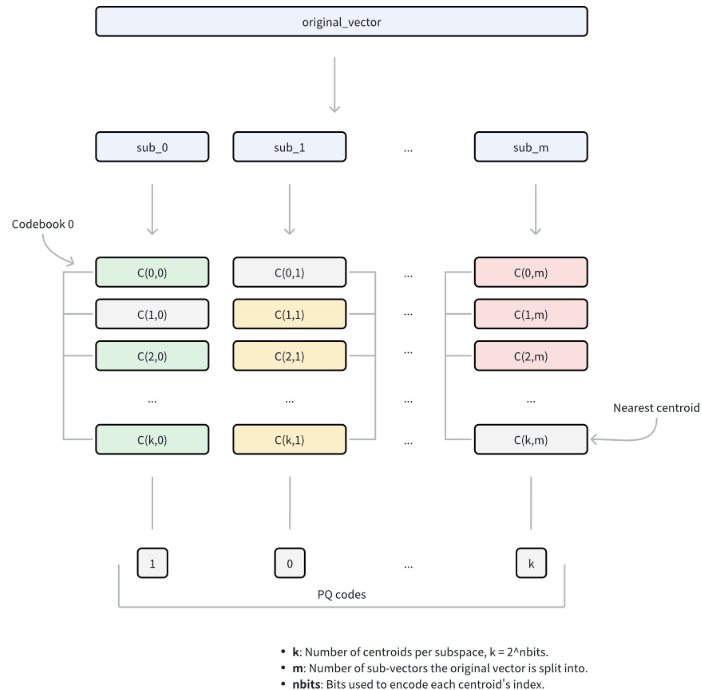 original_vector
sub_0 sub_1 ... sub_m
Codebook 0
C(0,0) C(0,1) ... C(0,m)
C(1,0) C(1,1) ... C(1,m)
C(2,0) C(2,1) ... C(2,m)
... ... ... ...
Nearest centroid
C(k,0) C(k,1) ... C(k,m)
1 0 ... k
PQ codes
• k: Number of centroids per subspace, k = 2^nbits.
• m: Number of sub-vectors the original vector is split into.
• nbits: Bits used to encode each centroid's index.